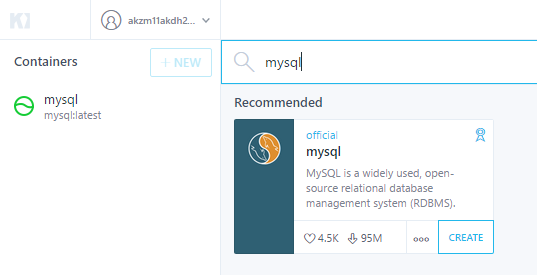 akzm11akdh2...
Containers
+ NEW
mysql
mysql
mysql:latest
Recommended
official
mysql
MySQL is a widely used, open-
source relational database
management system (RDBMS).
4.5K
95M
CREATE